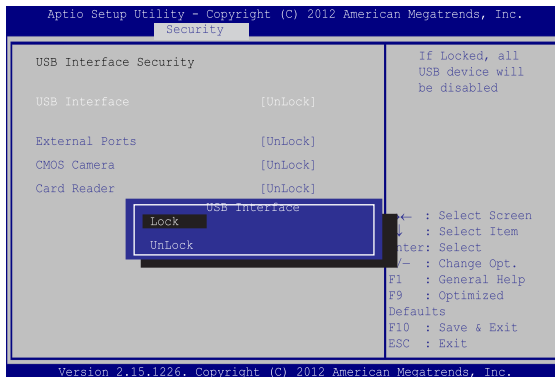 Aptio Setup Utility - Copyright (C) 2012 American Megatrends, Inc.
Security
USB Interface Security
USB Interface [UnLock]
External Ports [UnLock]
CMOS Camera [UnLock]
Card Reader [UnLock]
USB Interface
Lock
UnLock
If Locked, all
USB device will
be disabled
→← : Select Screen
↓ : Select Item
nter: Select
/— : Change Opt.
F1 : General Help
F9 : Optimized
Defaults
F10 : Save & Exit
ESC : Exit
Version 2.15.1226. Copyright (C) 2012 American Megatrends, Inc.